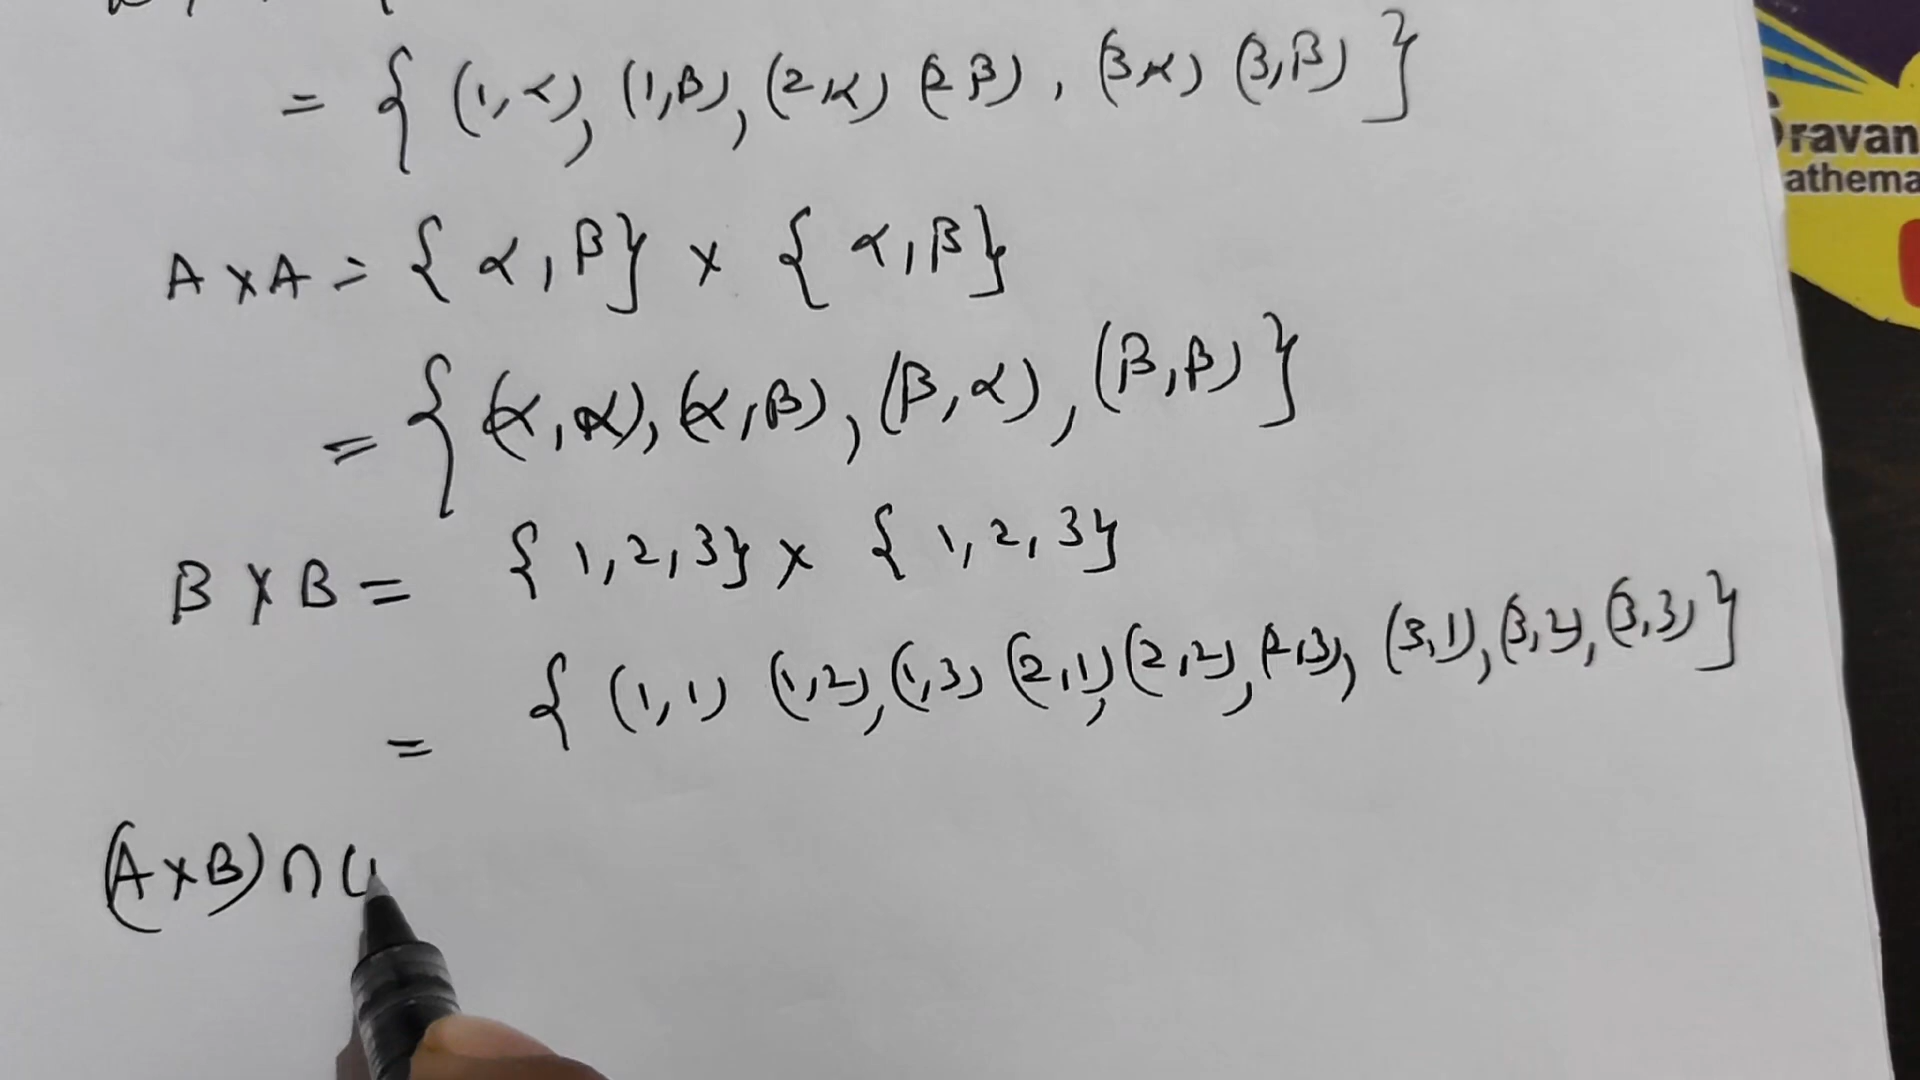 = { (1,α), (1,β), (2,α) (2 β), (3α) (3,β) }
A × A = { α, β} × { α, β}
= { (α, α), (α, β), (β, α), (β, β) }
B × B = { 1, 2, 3} × { 1, 2, 3}
= { (1,1) (1,2), (1,3) (2,1), (2,2), (2,3), (3,1), (3,2), (3,3) }
(A×B) ∩ (
ravan
athema